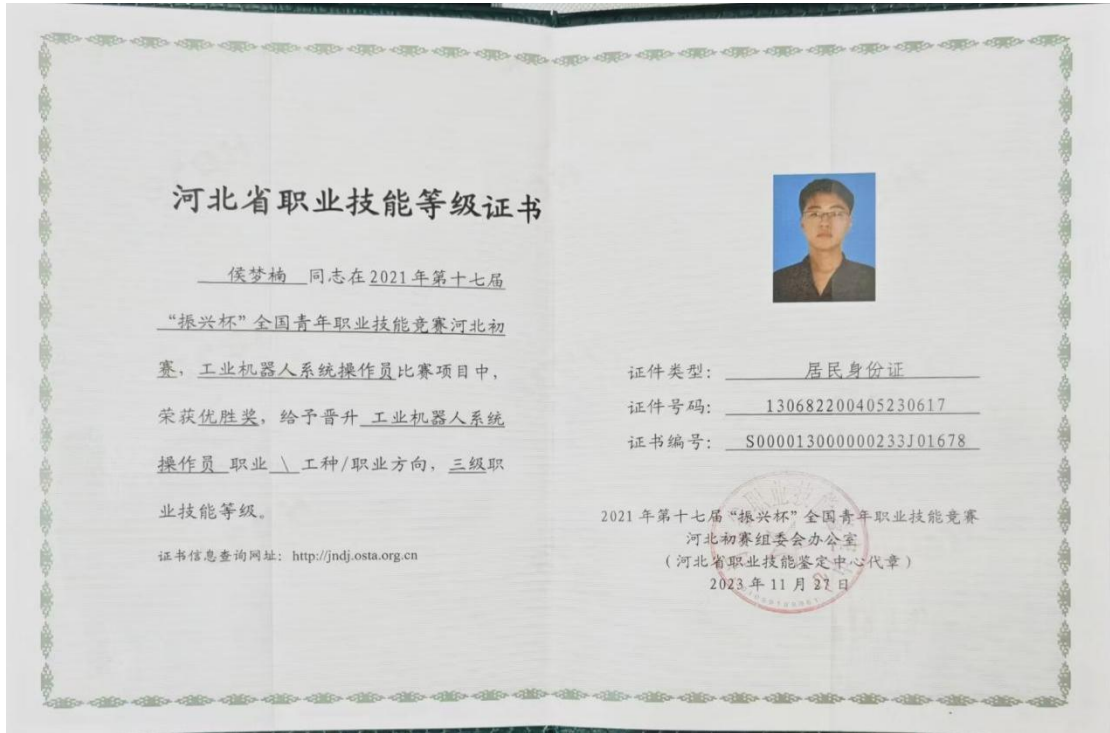 河北省职业技能等级证书
侯梦楠 同志在2021年第十七届
“振兴杯”全国青年职业技能竞赛河北初
赛，工业机器人系统操作员比赛项目中，
荣获优胜奖，给予晋升 工业机器人系统
操作员 职业 \ 工种/职业方向，三级职
业技能等级。
证书信息查询网址：http://jndj.osta.org.cn
证件类型： 居民身份证
证件号码： 130682200405230617
证书编号： S000013000000233J01678
2021年第十七届“振兴杯”全国青年职业技能竞赛
河北初赛组委会办公室
（河北省职业技能鉴定中心代章）
2023年11月27日